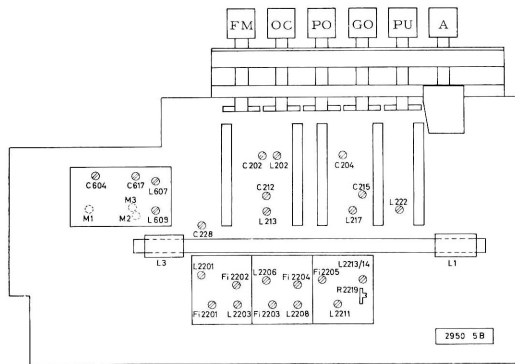 FM OC PO GO PU A
C202 L202 C204
C604 C617 L607
C212 C215
M1 M3 L609 L213 L217 L222
M2
C228
L3 L1
L2201 Fi2202 L2206 Fi2204 Fi2205 L2213/14
R2219
Fi2201 L2203 Fi2203 L2208 L2211
2950 5B